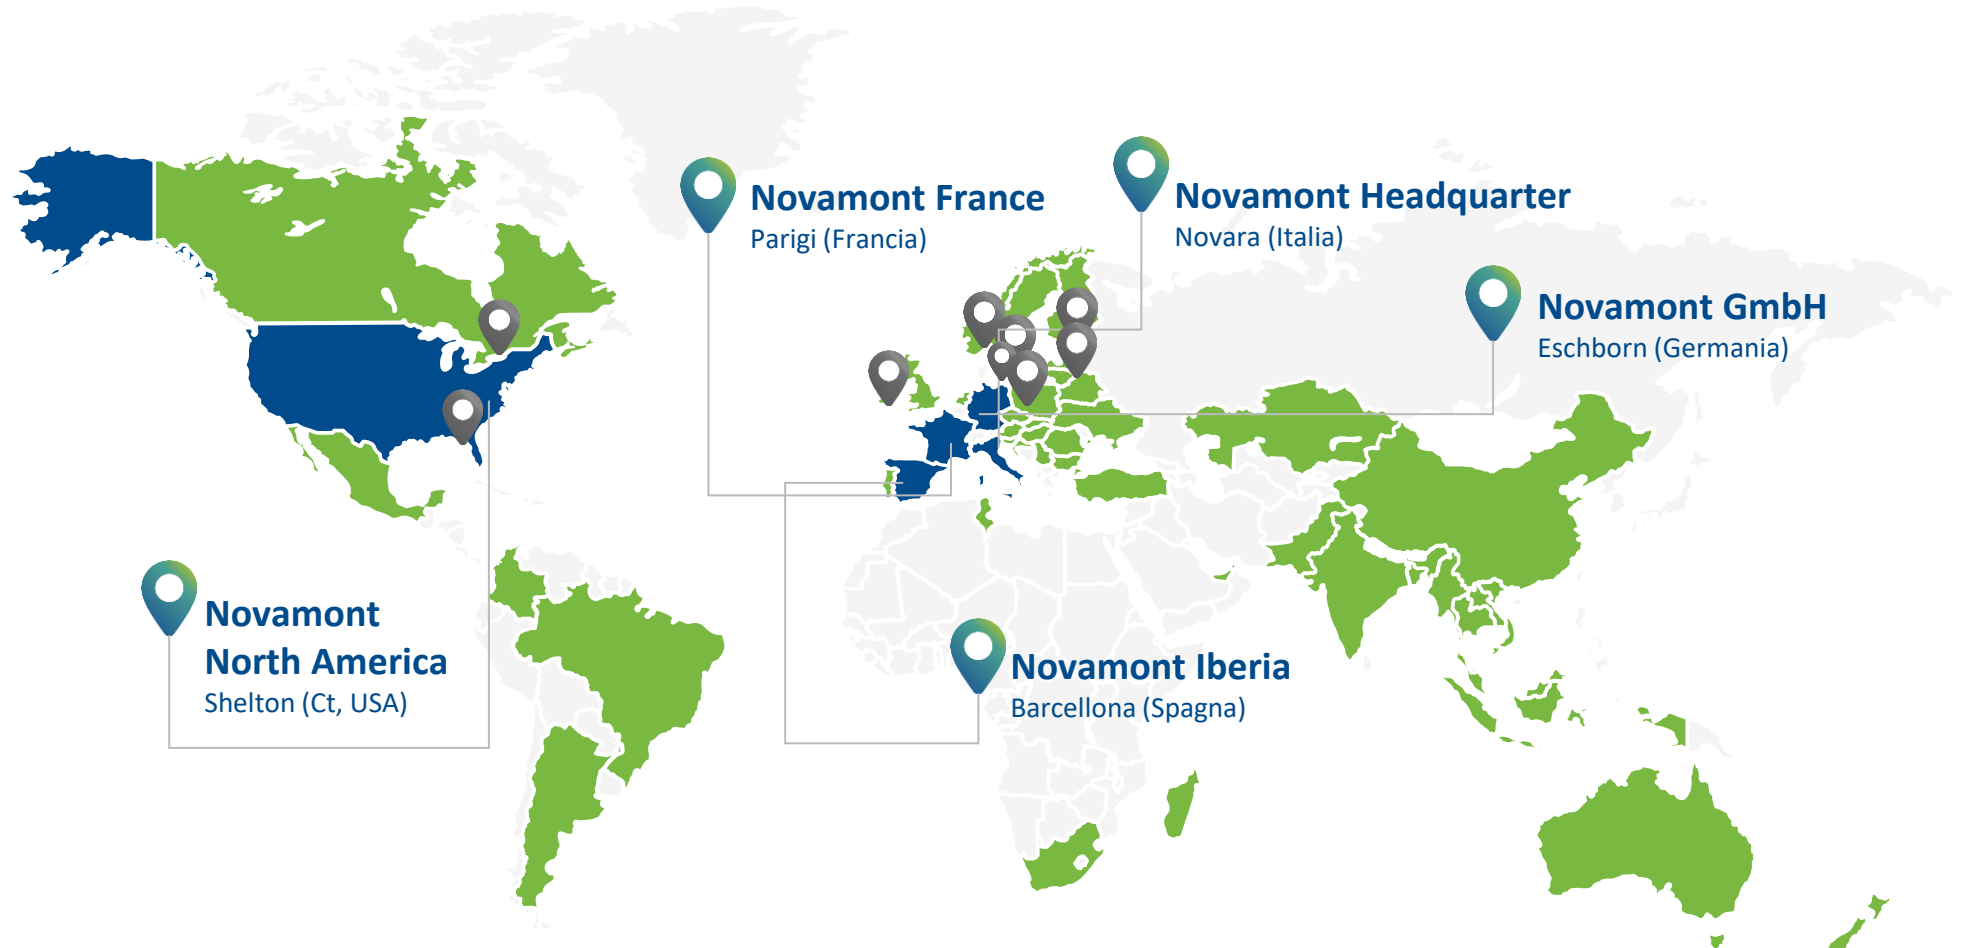 Novamont France
Parigi (Francia)
Novamont Headquarter
Novara (Italia)
Novamont GmbH
Eschborn (Germania)
Novamont
North America
Shelton (Ct, USA)
Novamont Iberia
Barcellona (Spagna)